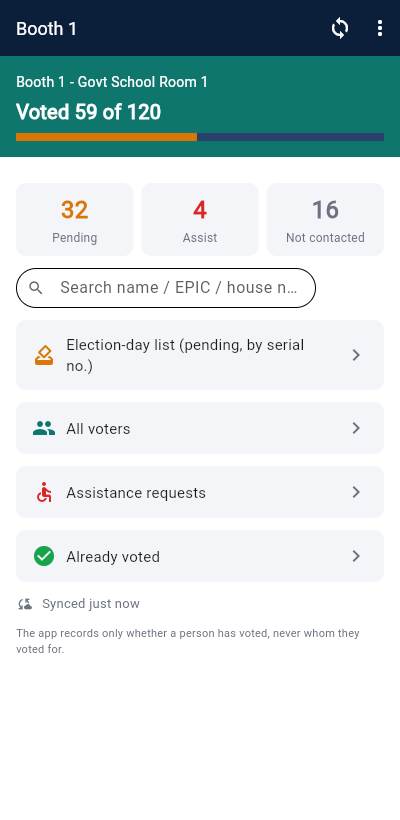 Booth 1
Booth 1 - Govt School Room 1
Voted 59 of 120
32
Pending
4
Assist
16
Not contacted
Search name / EPIC / house n…
Election-day list (pending, by serial
no.)
All voters
Assistance requests
Already voted
Synced just now
The app records only whether a person has voted, never whom they
voted for.